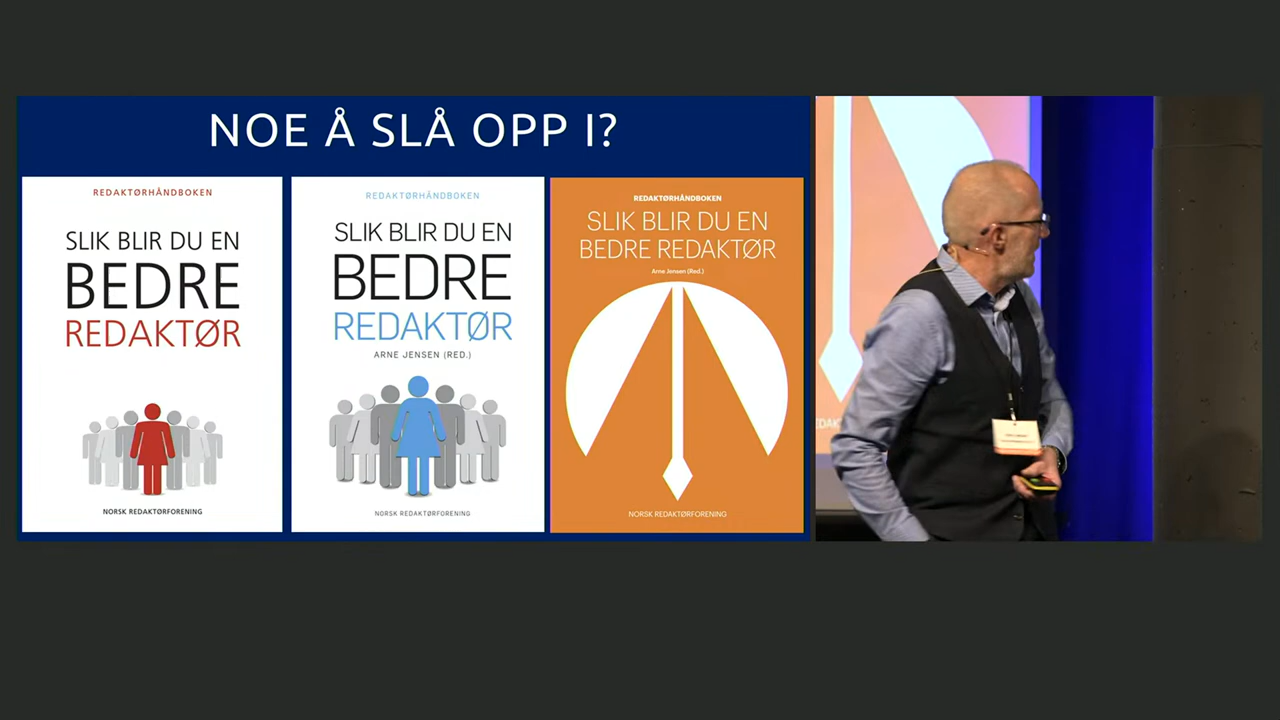 NOE Å SLÅ OPP I?
REDAKTØRHÅNDBOKEN
SLIK BLIR DU EN
BEDRE
REDAKTØR
NORSK REDAKTØRFORENING
REDAKTØRHÅNDBOKEN
SLIK BLIR DU EN
BEDRE
REDAKTØR
ARNE JENSEN (RED.)
NORSK REDAKTØRFORENING
REDAKTØRHÅNDBOKEN
SLIK BLIR DU EN
BEDRE REDAKTØR
Arne Jensen (Red.)
NORSK REDAKTØRFORENING